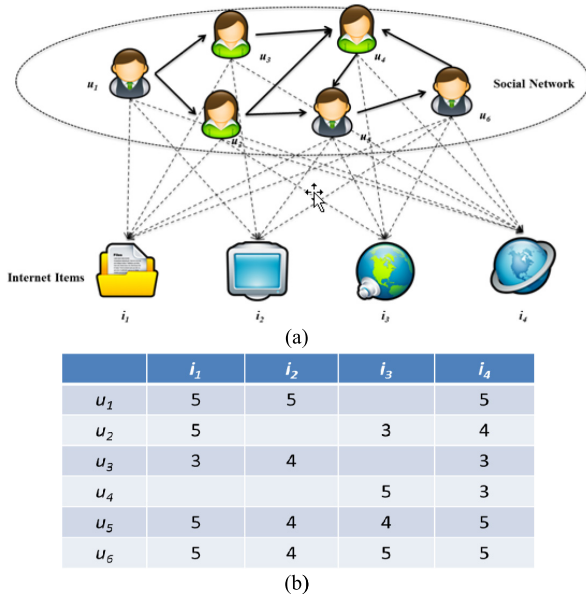 u3
u4
u1
Social Network
u6
u2
u5
Files
Internet Items
i1
i2
i3
i4
(a)
i1 i2 i3 i4
u1 5 5 5
u2 5 3 4
u3 3 4 3
u4 5 3
u5 5 4 4 5
u6 5 4 5 5
(b)